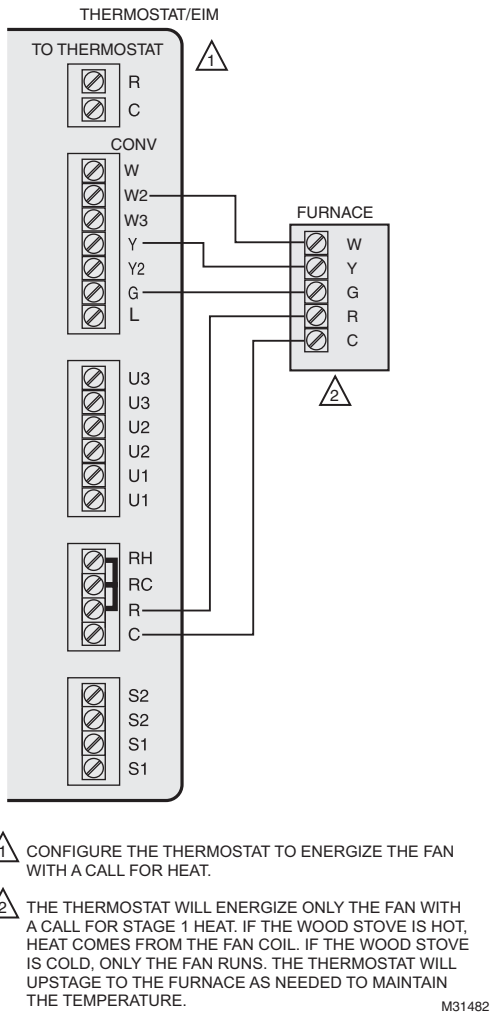 THERMOSTAT/EIM
TO THERMOSTAT
1
R
C
CONV
W
W2
W3
Y
Y2
G
L
FURNACE
W
Y
G
R
C
2
U3
U3
U2
U2
U1
U1
RH
RC
R
C
S2
S2
S1
S1
1 CONFIGURE THE THERMOSTAT TO ENERGIZE THE FAN
WITH A CALL FOR HEAT.
2 THE THERMOSTAT WILL ENERGIZE ONLY THE FAN WITH
A CALL FOR STAGE 1 HEAT. IF THE WOOD STOVE IS HOT,
HEAT COMES FROM THE FAN COIL. IF THE WOOD STOVE
IS COLD, ONLY THE FAN RUNS. THE THERMOSTAT WILL
UPSTAGE TO THE FURNACE AS NEEDED TO MAINTAIN
THE TEMPERATURE.
M31482